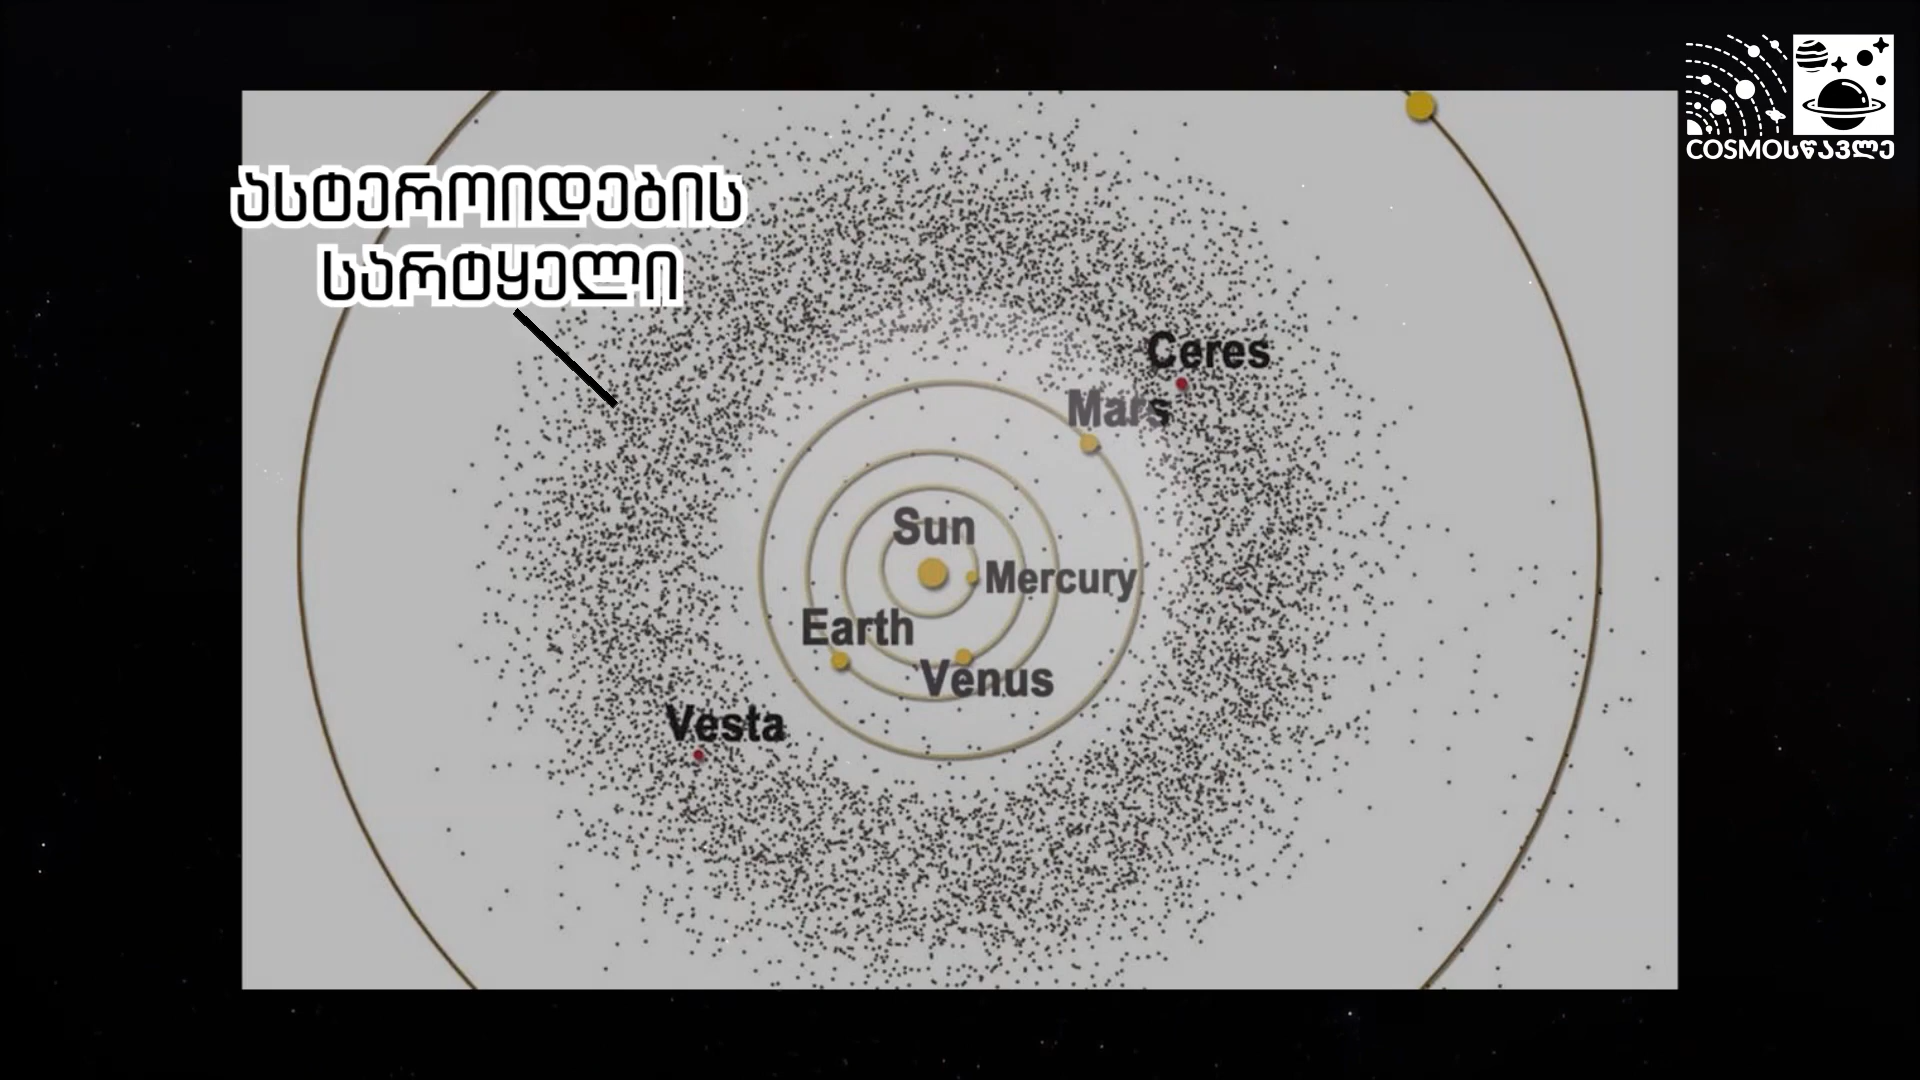 COSMOსწავლე
ასტეროიდების
სარტყელი
Ceres
Mars
Sun
Mercury
Earth
Venus
Vesta